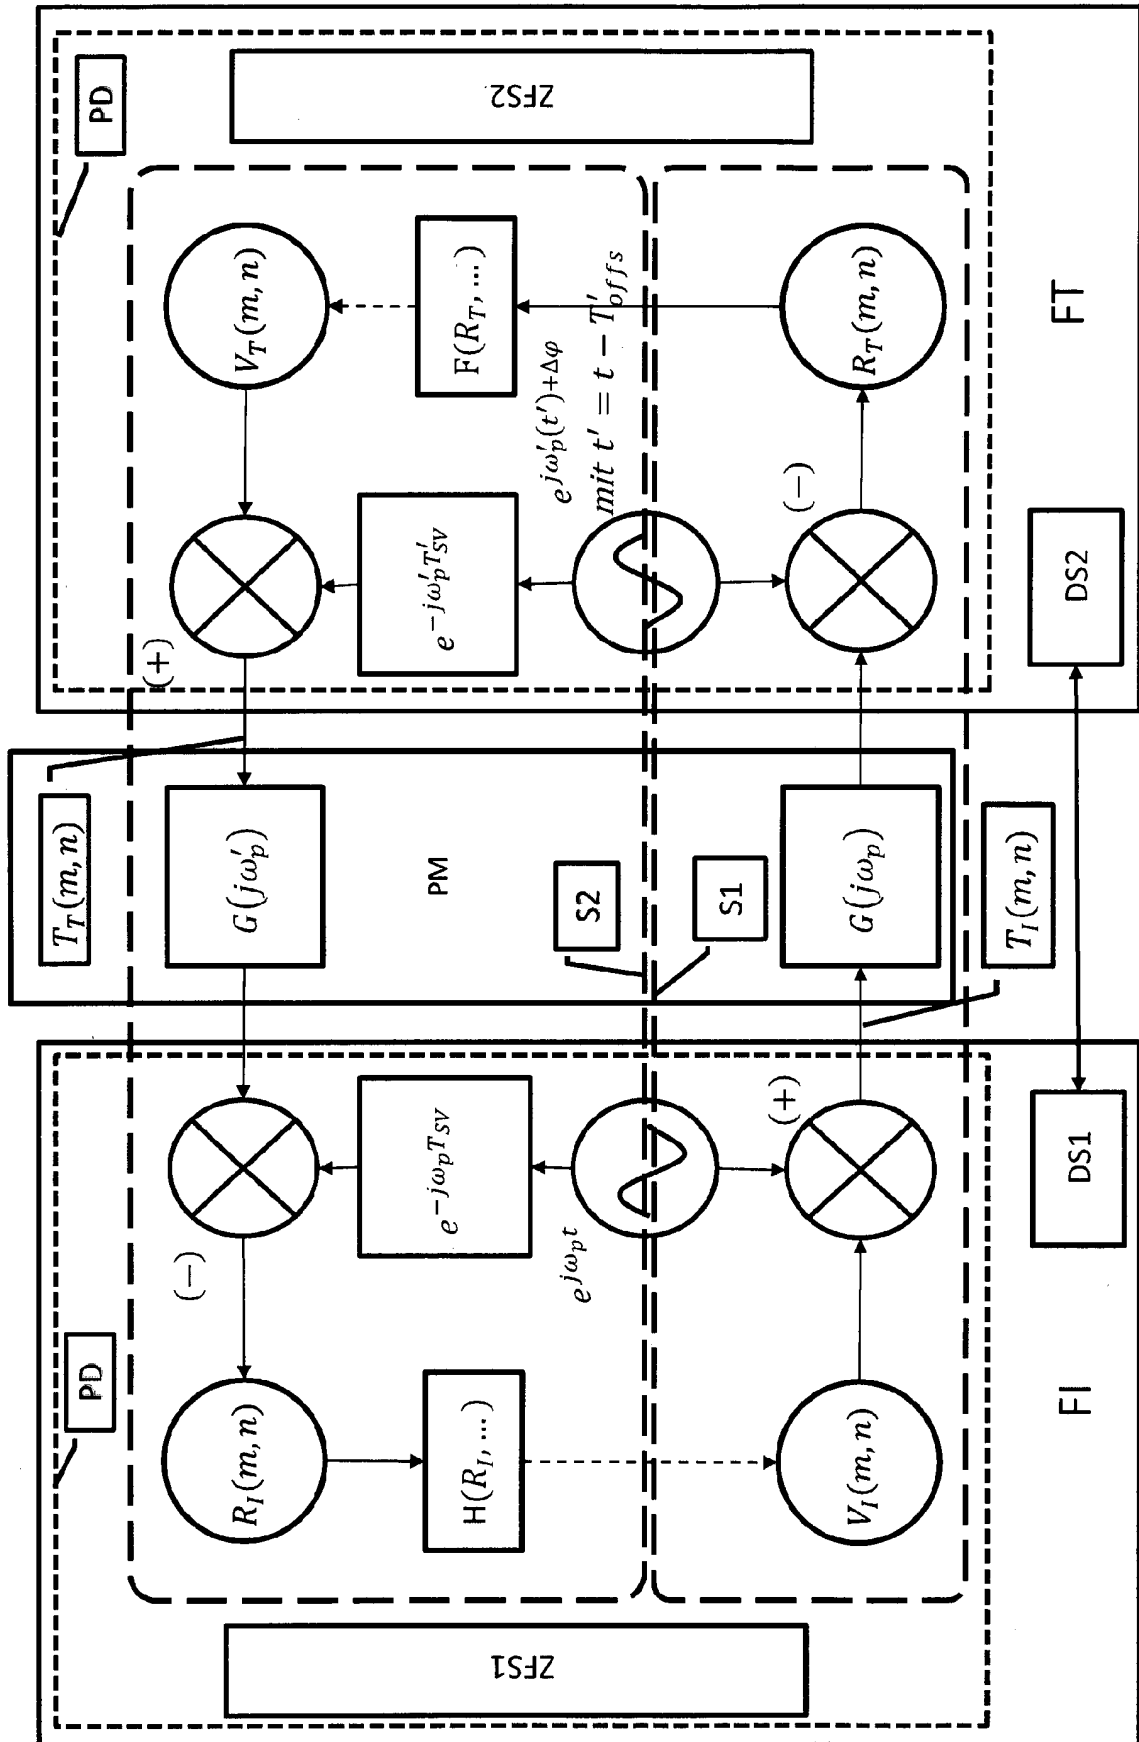 ZFS1
PD
R_I(m, n)
H(R_I, ...)
V_I(m, n)
FI
(−)
e^{−jω_p T_{SV}}
e^{jω_p t}
(+)
DS1
T_T(m, n)
G(jω′_p)
PM
S2
S1
G(jω_p)
T_I(m, n)
(+)
e^{−jω′_p T′_{SV}}
e^{jω′_p(t′)+Δφ}
mit t′ = t − T′_{offs}
(−)
DS2
V_T(m, n)
F(R_T, ...)
R_T(m, n)
PD
ZFS2
FT